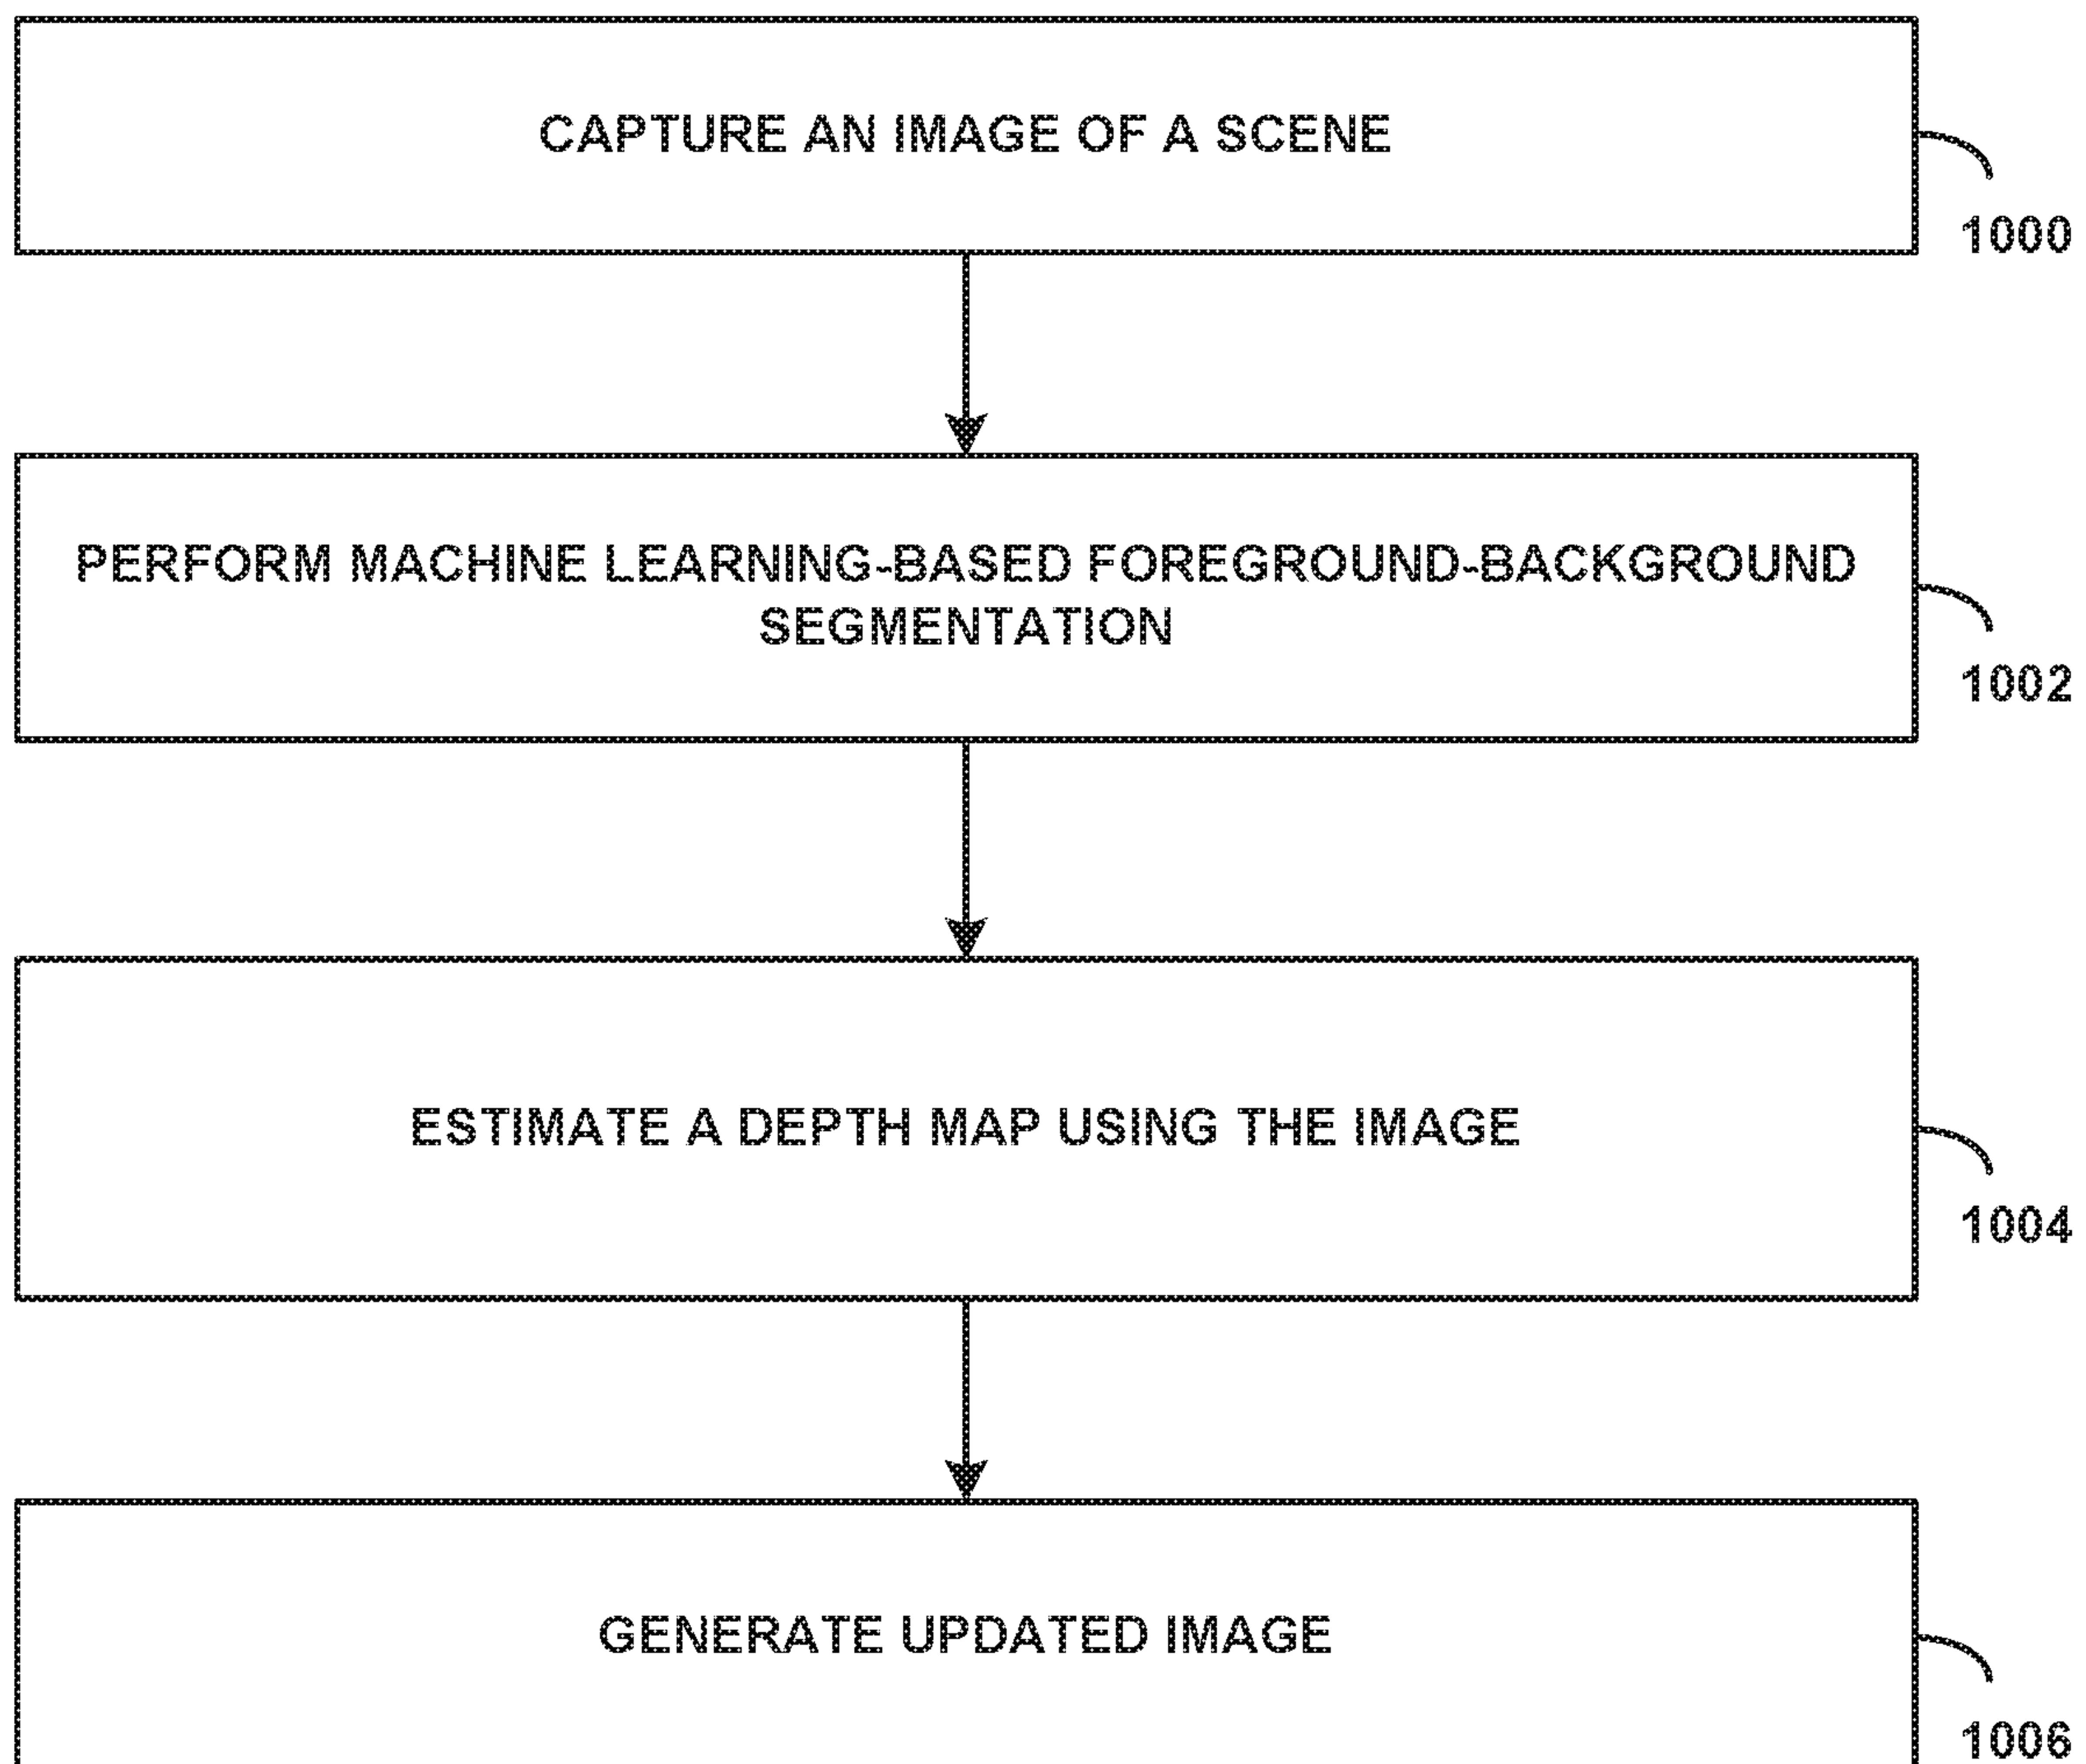 CAPTURE AN IMAGE OF A SCENE
1000
PERFORM MACHINE LEARNING-BASED FOREGROUND-BACKGROUND
SEGMENTATION
1002
ESTIMATE A DEPTH MAP USING THE IMAGE
1004
GENERATE UPDATED IMAGE
1006